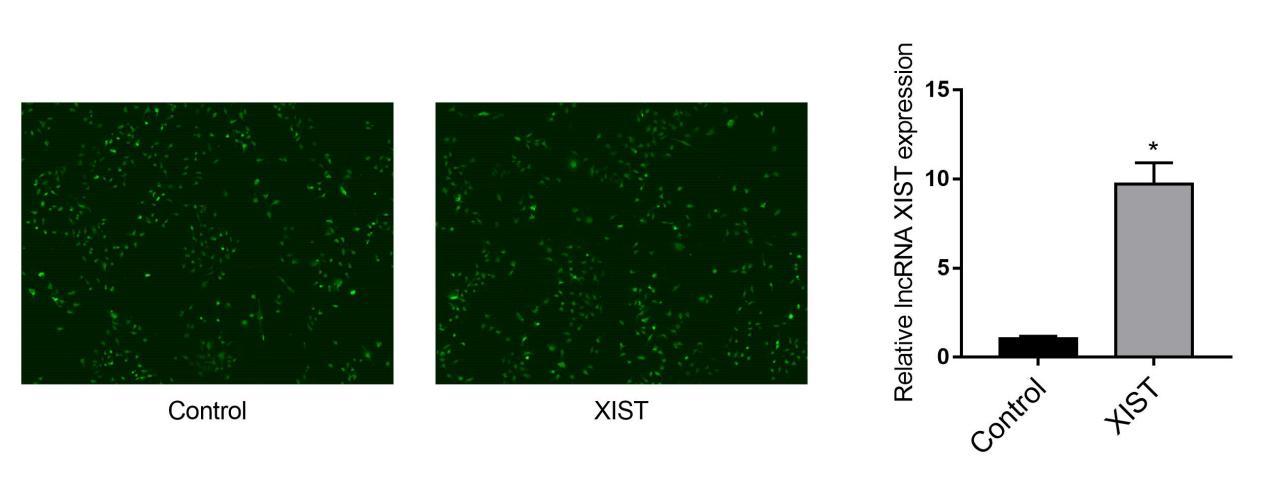 Control
XIST
Relative lncRNA XIST expression
15
10
5
0
*
Control
XIST